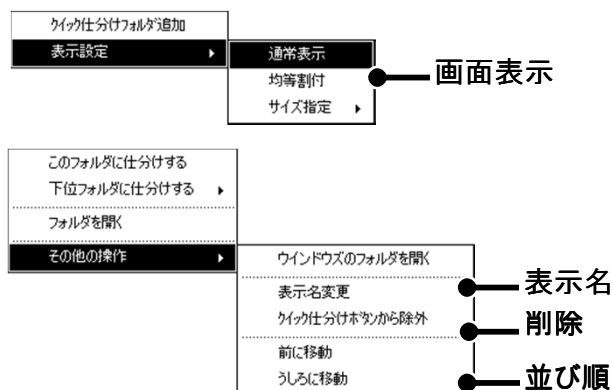 クイック仕分けフォルダ追加
表示設定
通常表示
均等割付
サイズ指定
画面表示
このフォルダに仕分けする
下位フォルダに仕分けする
フォルダを開く
その他の操作
ウインドウズのフォルダを開く
表示名変更
表示名
クイック仕分けボタンから除外
削除
前に移動
うしろに移動
並び順